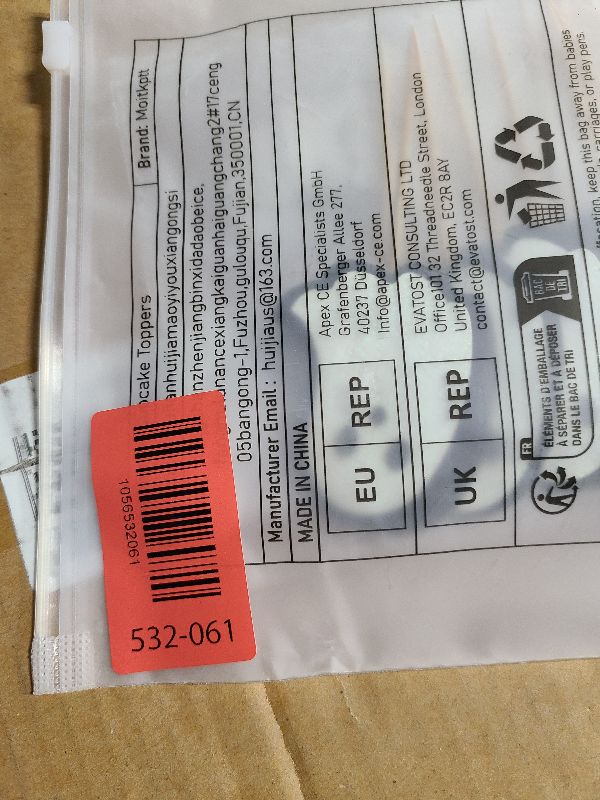 cake Toppers
Brand: Moitkptt
anhuijiamaoyiyouxiangongsi
nzhenjiangbinxidadaobeice,
nancexiangkaiguanhaiguangchang2#17ceng
05bangong-1,Fuzhou,gulouqu,Fujian,350001,CN
Manufacturer Email : huijiaus@163.com
MADE IN CHINA
EU REP
Apex CE Specialists GmbH
Grafenberger Allee 277,
40237 Düsseldorf
Info@apex-ce.com
UK REP
EVATOST CONSULTING LTD
Office101 32 Threadneedle Street, London
United Kingdom, EC2R 8AY
contact@evatost.com
FR
ÉLÉMENTS D'EMBALLAGE
À SÉPARER ET À DÉPOSER
DANS LE BAC DE TRI
BAC
DE
TRI
keep this bag away from babies
carriages, or play pens.
1056532061
532-061